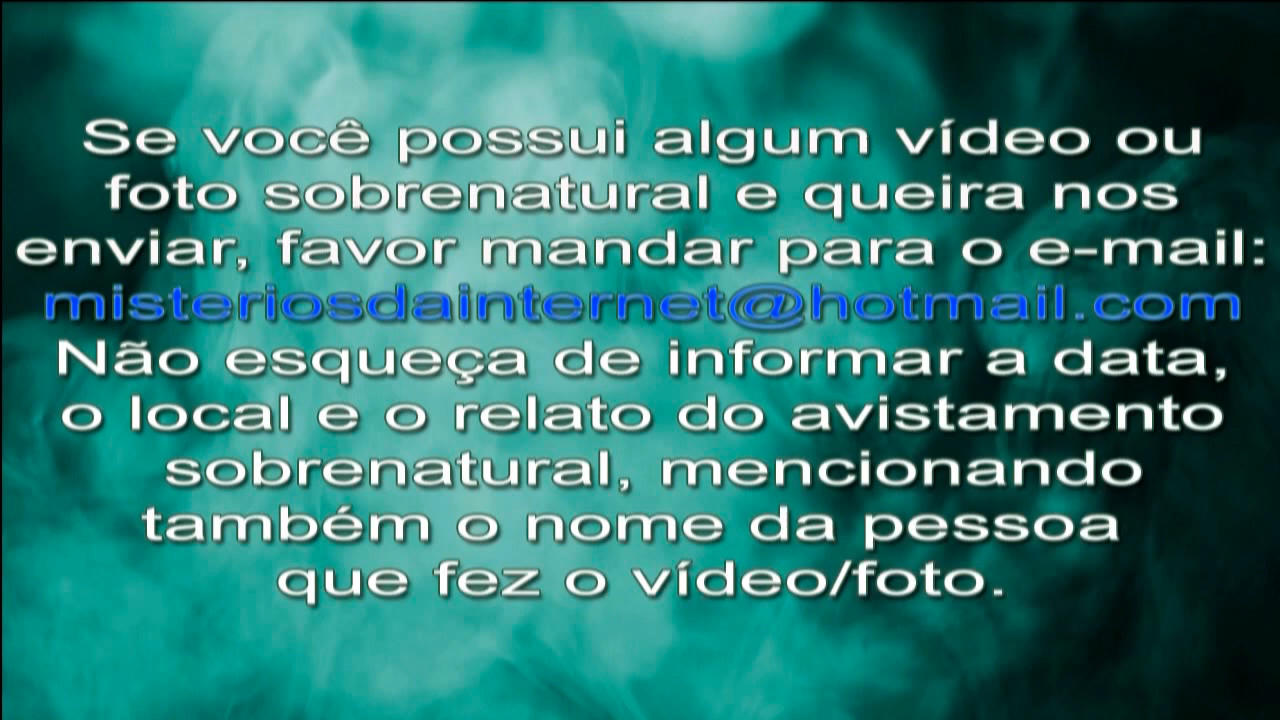 Se você possui algum vídeo ou
foto sobrenatural e queira nos
enviar, favor mandar para o e-mail:
misteriosdainternet@hotmail.com
Não esqueça de informar a data,
o local e o relato do avistamento
sobrenatural, mencionando
também o nome da pessoa
que fez o vídeo/foto.